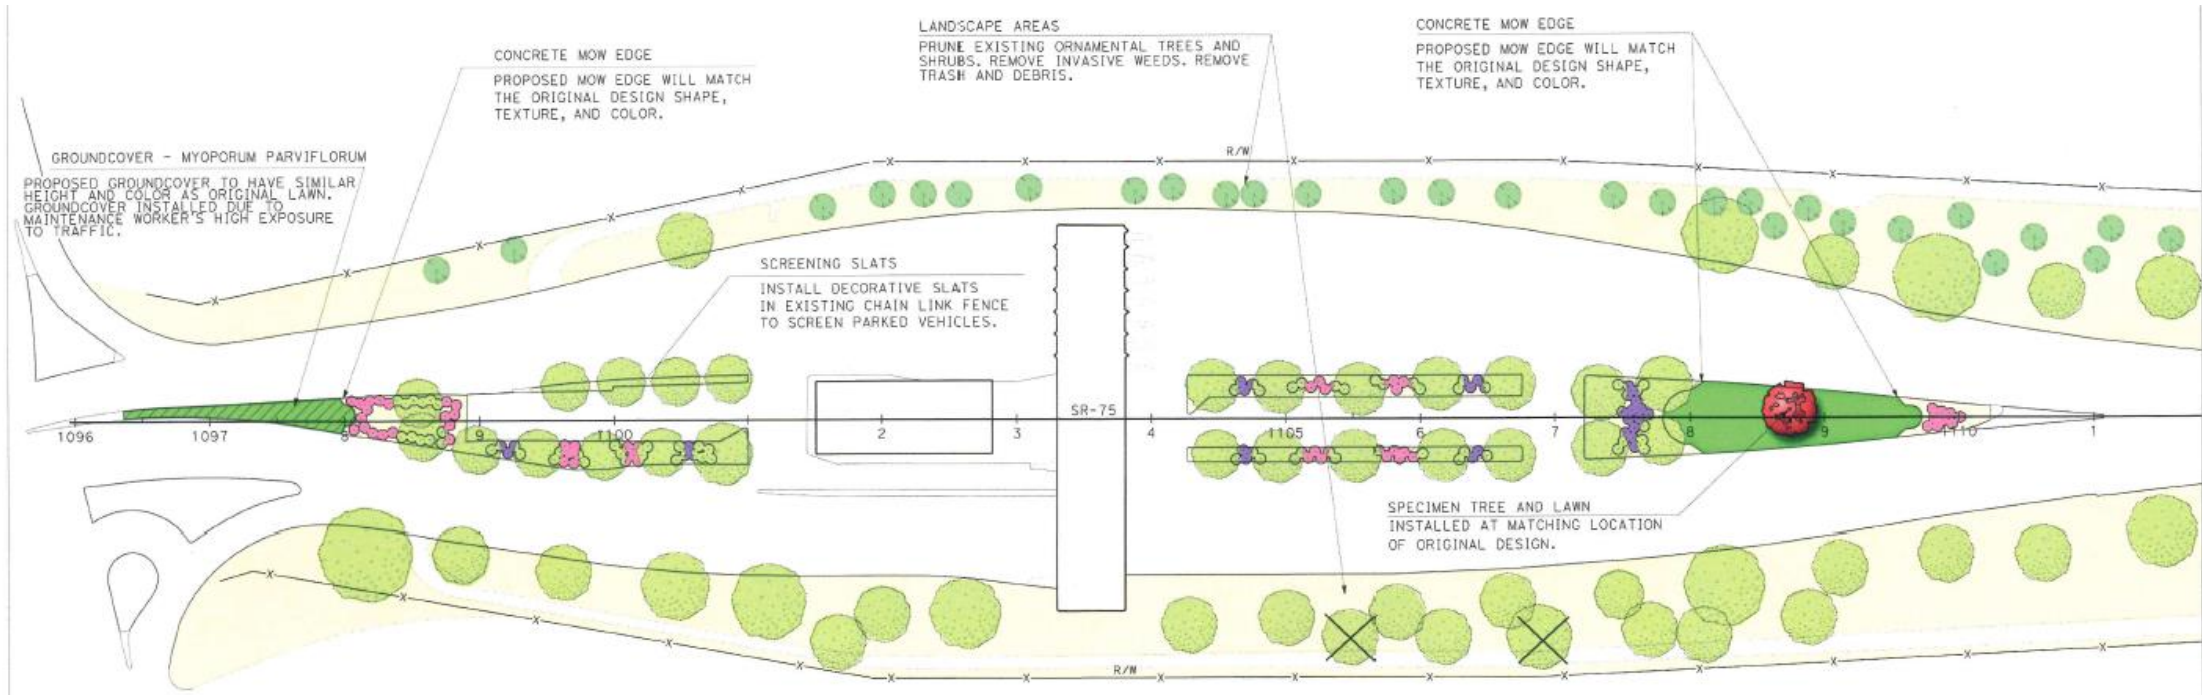 LANDSCAPE AREAS
PRUNE EXISTING ORNAMENTAL TREES AND
SHRUBS. REMOVE INVASIVE WEEDS. REMOVE
TRASH AND DEBRIS.
CONCRETE MOW EDGE
PROPOSED MOW EDGE WILL MATCH
THE ORIGINAL DESIGN SHAPE,
TEXTURE, AND COLOR.
CONCRETE MOW EDGE
PROPOSED MOW EDGE WILL MATCH
THE ORIGINAL DESIGN SHAPE,
TEXTURE, AND COLOR.
GROUNDCOVER - MYOPORUM PARVIFLORUM
PROPOSED GROUNDCOVER TO HAVE SIMILAR
HEIGHT AND COLOR AS ORIGINAL LAWN.
GROUNDCOVER INSTALLED DUE TO
MAINTENANCE WORKER'S HIGH EXPOSURE
TO TRAFFIC.
R/W
SCREENING SLATS
INSTALL DECORATIVE SLATS
IN EXISTING CHAIN LINK FENCE
TO SCREEN PARKED VEHICLES.
SR-75
1096 1097 8 9 1100 1 2 3 4 1105 6 7 8 9 1110 1
SPECIMEN TREE AND LAWN
INSTALLED AT MATCHING LOCATION
OF ORIGINAL DESIGN.
R/W